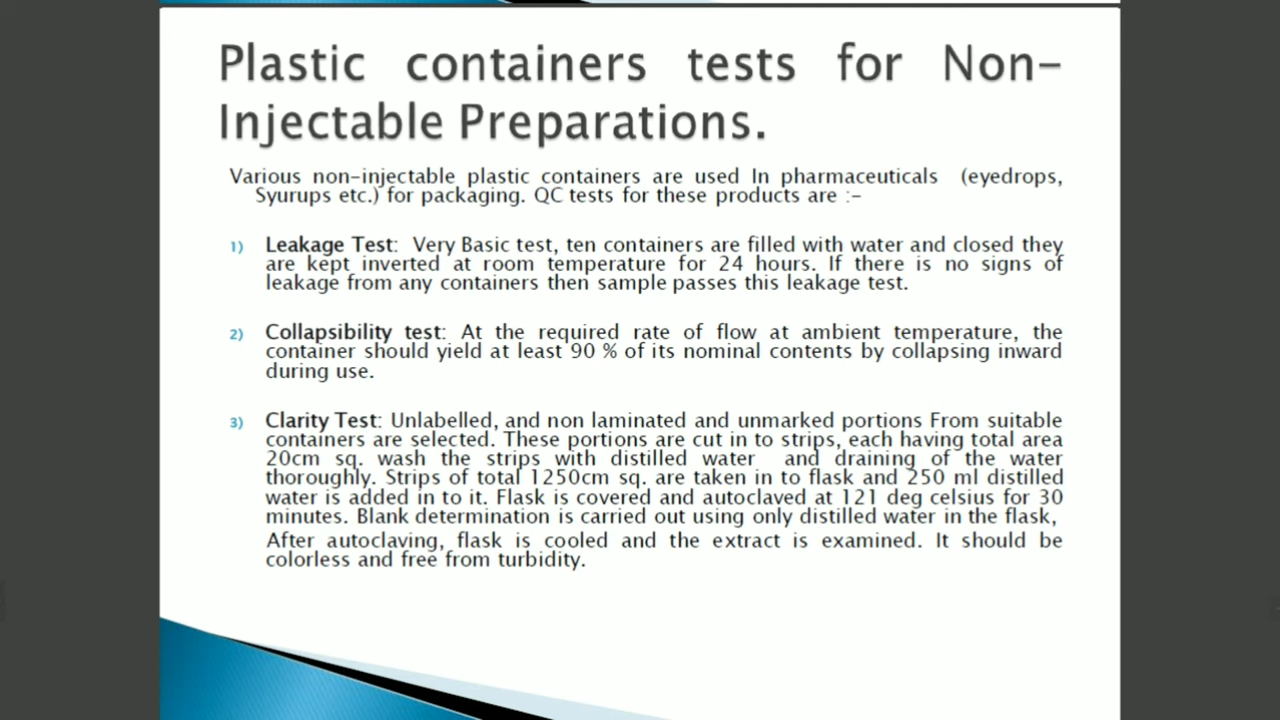 Plastic containers tests for Non-
Injectable Preparations.
Various non-injectable plastic containers are used In pharmaceuticals (eyedrops,
Syurups etc.) for packaging. QC tests for these products are :-
1) Leakage Test: Very Basic test, ten containers are filled with water and closed they
are kept inverted at room temperature for 24 hours. If there is no signs of
leakage from any containers then sample passes this leakage test.
2) Collapsibility test: At the required rate of flow at ambient temperature, the
container should yield at least 90 % of its nominal contents by collapsing inward
during use.
3) Clarity Test: Unlabelled, and non laminated and unmarked portions From suitable
containers are selected. These portions are cut in to strips, each having total area
20cm sq. wash the strips with distilled water and draining of the water
thoroughly. Strips of total 1250cm sq. are taken in to flask and 250 ml distilled
water is added in to it. Flask is covered and autoclaved at 121 deg celsius for 30
minutes. Blank determination is carried out using only distilled water in the flask,
After autoclaving, flask is cooled and the extract is examined. It should be
colorless and free from turbidity.